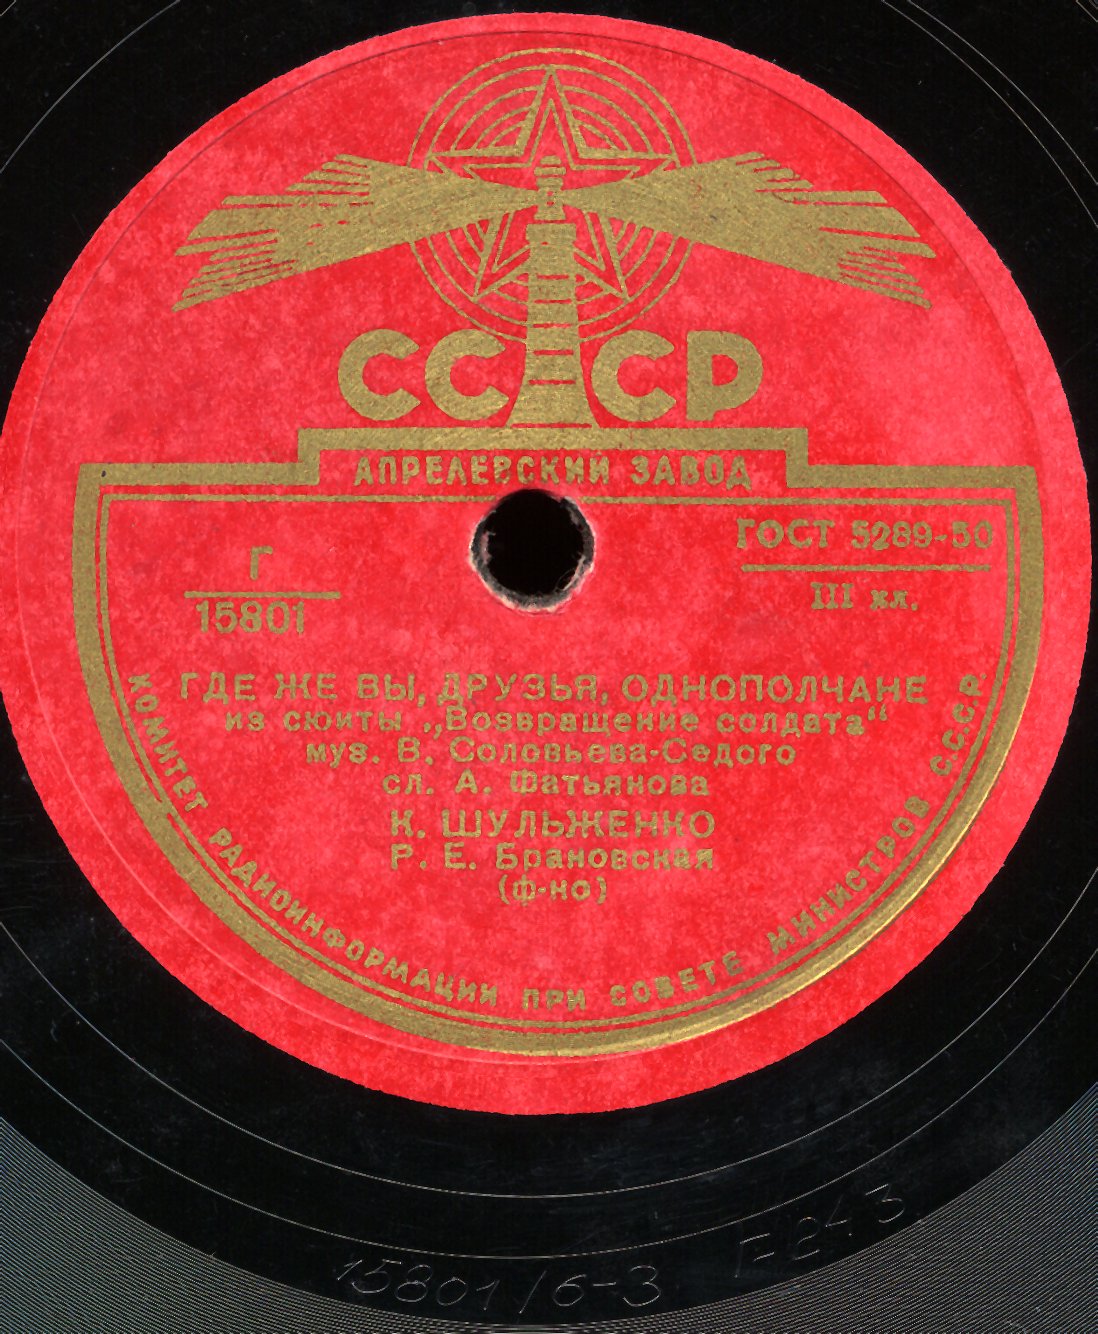 СССР
АПРЕЛЕВСКИЙ ЗАВОД
ГОСТ 5289-50
III кл.
Г
15801
ГДЕ ЖЕ ВЫ, ДРУЗЬЯ, ОДНОПОЛЧАНЕ
из сюиты „Возвращение солдата“
муз. В. Соловьева-Седого
сл. А. Фатьянова
К. ШУЛЬЖЕНКО
Р. Е. Брановская
(ф-но)
КОМИТЕТ РАДИОИНФОРМАЦИИ ПРИ СОВЕТЕ МИНИСТРОВ С.С.С.Р.
15801/6-3